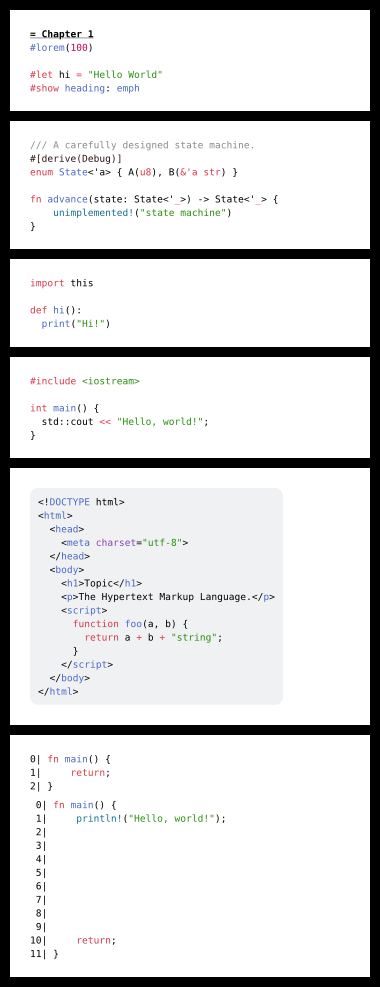 = Chapter 1
#lorem(100)

#let hi = "Hello World"
#show heading: emph

/// A carefully designed state machine.
#[derive(Debug)]
enum State<'a> { A(u8), B(&'a str) }

fn advance(state: State<'_>) -> State<'_> {
    unimplemented!("state machine")
}

import this

def hi():
  print("Hi!")

#include <iostream>

int main() {
  std::cout << "Hello, world!";
}

<!DOCTYPE html>
<html>
  <head>
    <meta charset="utf-8">
  </head>
  <body>
    <h1>Topic</h1>
    <p>The Hypertext Markup Language.</p>
    <script>
      function foo(a, b) {
        return a + b + "string";
      }
    </script>
  </body>
</html>

0| fn main() {
1|     return;
2| }
 0| fn main() {
 1|     println!("Hello, world!");
 2|
 3|
 4|
 5|
 6|
 7|
 8|
 9|
10|     return;
11| }